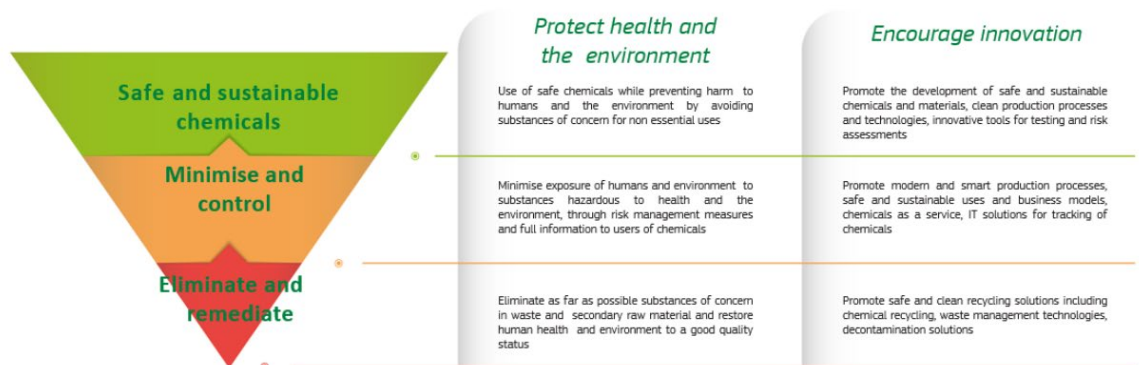 Protect health and
the environment
Encourage innovation
Safe and sustainable
chemicals
Use of safe chemicals while preventing harm to
humans and the environment by avoiding
substances of concern for non essential uses
Promote the development of safe and sustainable
chemicals and materials, clean production processes
and technologies, innovative tools for testing and risk
assessments
Minimise and
control
Minimise exposure of humans and environment to
substances hazardous to health and the
environment, through risk management measures
and full information to users of chemicals
Promote modern and smart production processes,
safe and sustainable uses and business models,
chemicals as a service, IT solutions for tracking of
chemicals
Eliminate and
remediate
Eliminate as far as possible substances of concern
in waste and secondary raw material and restore
human health and environment to a good quality
status
Promote safe and clean recycling solutions including
chemical recycling, waste management technologies,
decontamination solutions